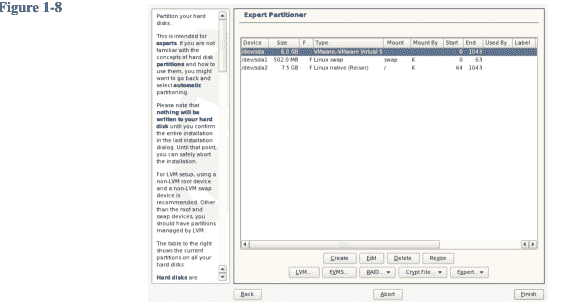 Figure 1-8
Partition your hard
disks.
This is intended for
experts. If you are not
familiar with the
concepts of hard disk
partitions and how to
use them, you might
want to go back and
select automatic
partitioning.
Please note that
nothing will be
written to your hard
disk until you confirm
the entire installation
in the last installation
dialog. Until that point,
you can safely abort
the installation.
For LVM setup, using a
non-LVM root device
and a non-LVM swap
device is
recommended. Other
than the root and
swap devices, you
should have partitions
managed by LVM.
The table to the right
shows the current
partitions on all your
hard disks.
Hard disks are
Expert Partitioner
Device Size F Type Mount Mount By Start End Used By Label
/dev/sda 8.0 GB VMware,-VMware Virtual S 0 1043
/dev/sda1 502.0 MB F Linux swap swap K 0 63
/dev/sda2 7.5 GB F Linux native (Reiser) / K 64 1043
Create Edit Delete Resize
LVM... EVMS... RAID... Crypt File... Expert..
Back Abort Finish